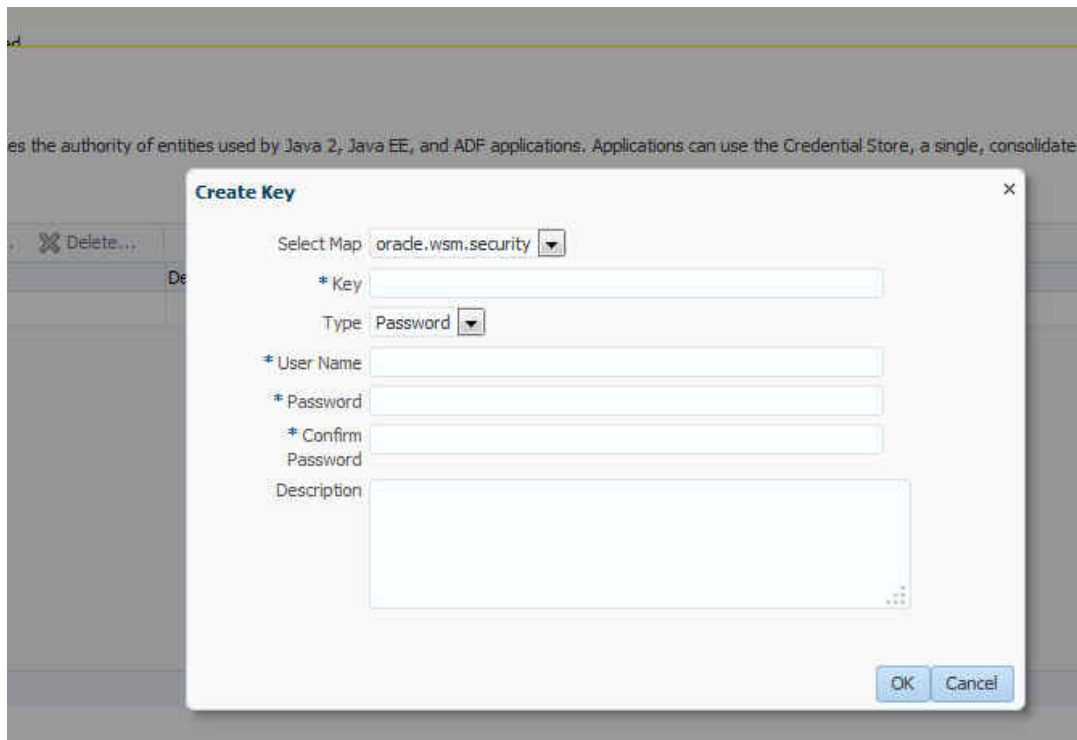 es the authority of entities used by Java 2, Java EE, and ADF applications. Applications can use the Credential Store, a single, consolidate
Delete...
De
Create Key
Select Map oracle.wsm.security
* Key
Type Password
* User Name
* Password
* Confirm
Password
Description
OK Cancel